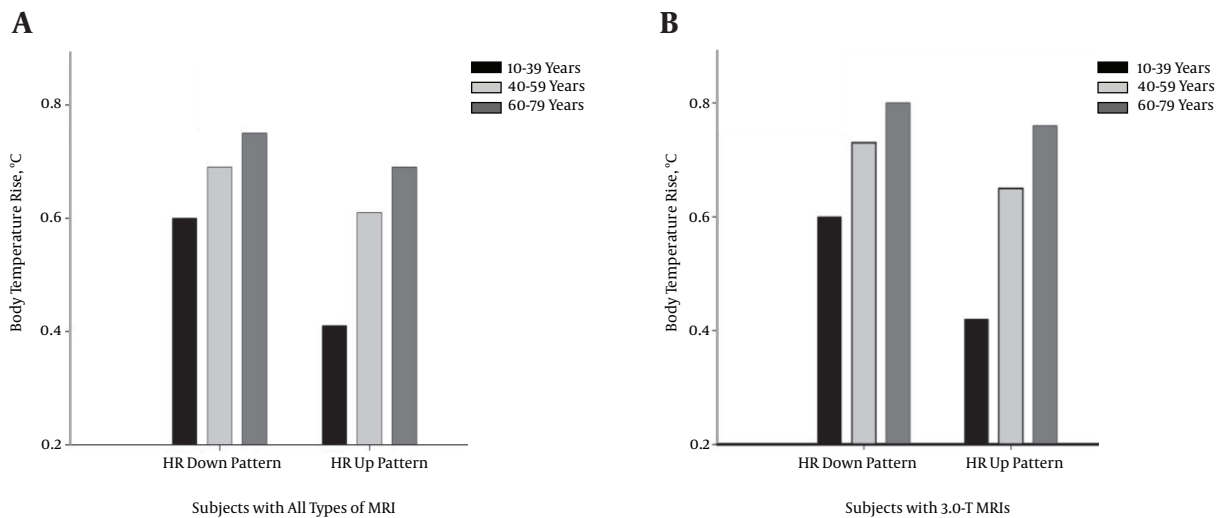 A
10-39 Years
40-59 Years
60-79 Years
Body Temperature Rise, °C
0.8
0.6
0.4
0.2
HR Down Pattern
HR Up Pattern
Subjects with All Types of MRI
B
10-39 Years
40-59 Years
60-79 Years
Body Temperature Rise, °C
0.8
0.6
0.4
0.2
HR Down Pattern
HR Up Pattern
Subjects with 3.0-T MRIs